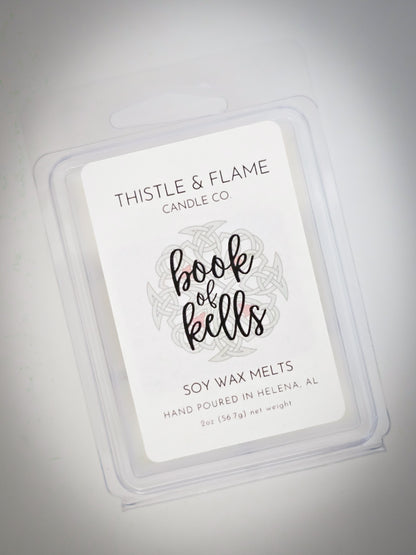 THISTLE & FLAME
CANDLE CO.
book
of
kells
SOY WAX MELTS
HAND POURED IN HELENA, AL
2oz (56.7g) net weight